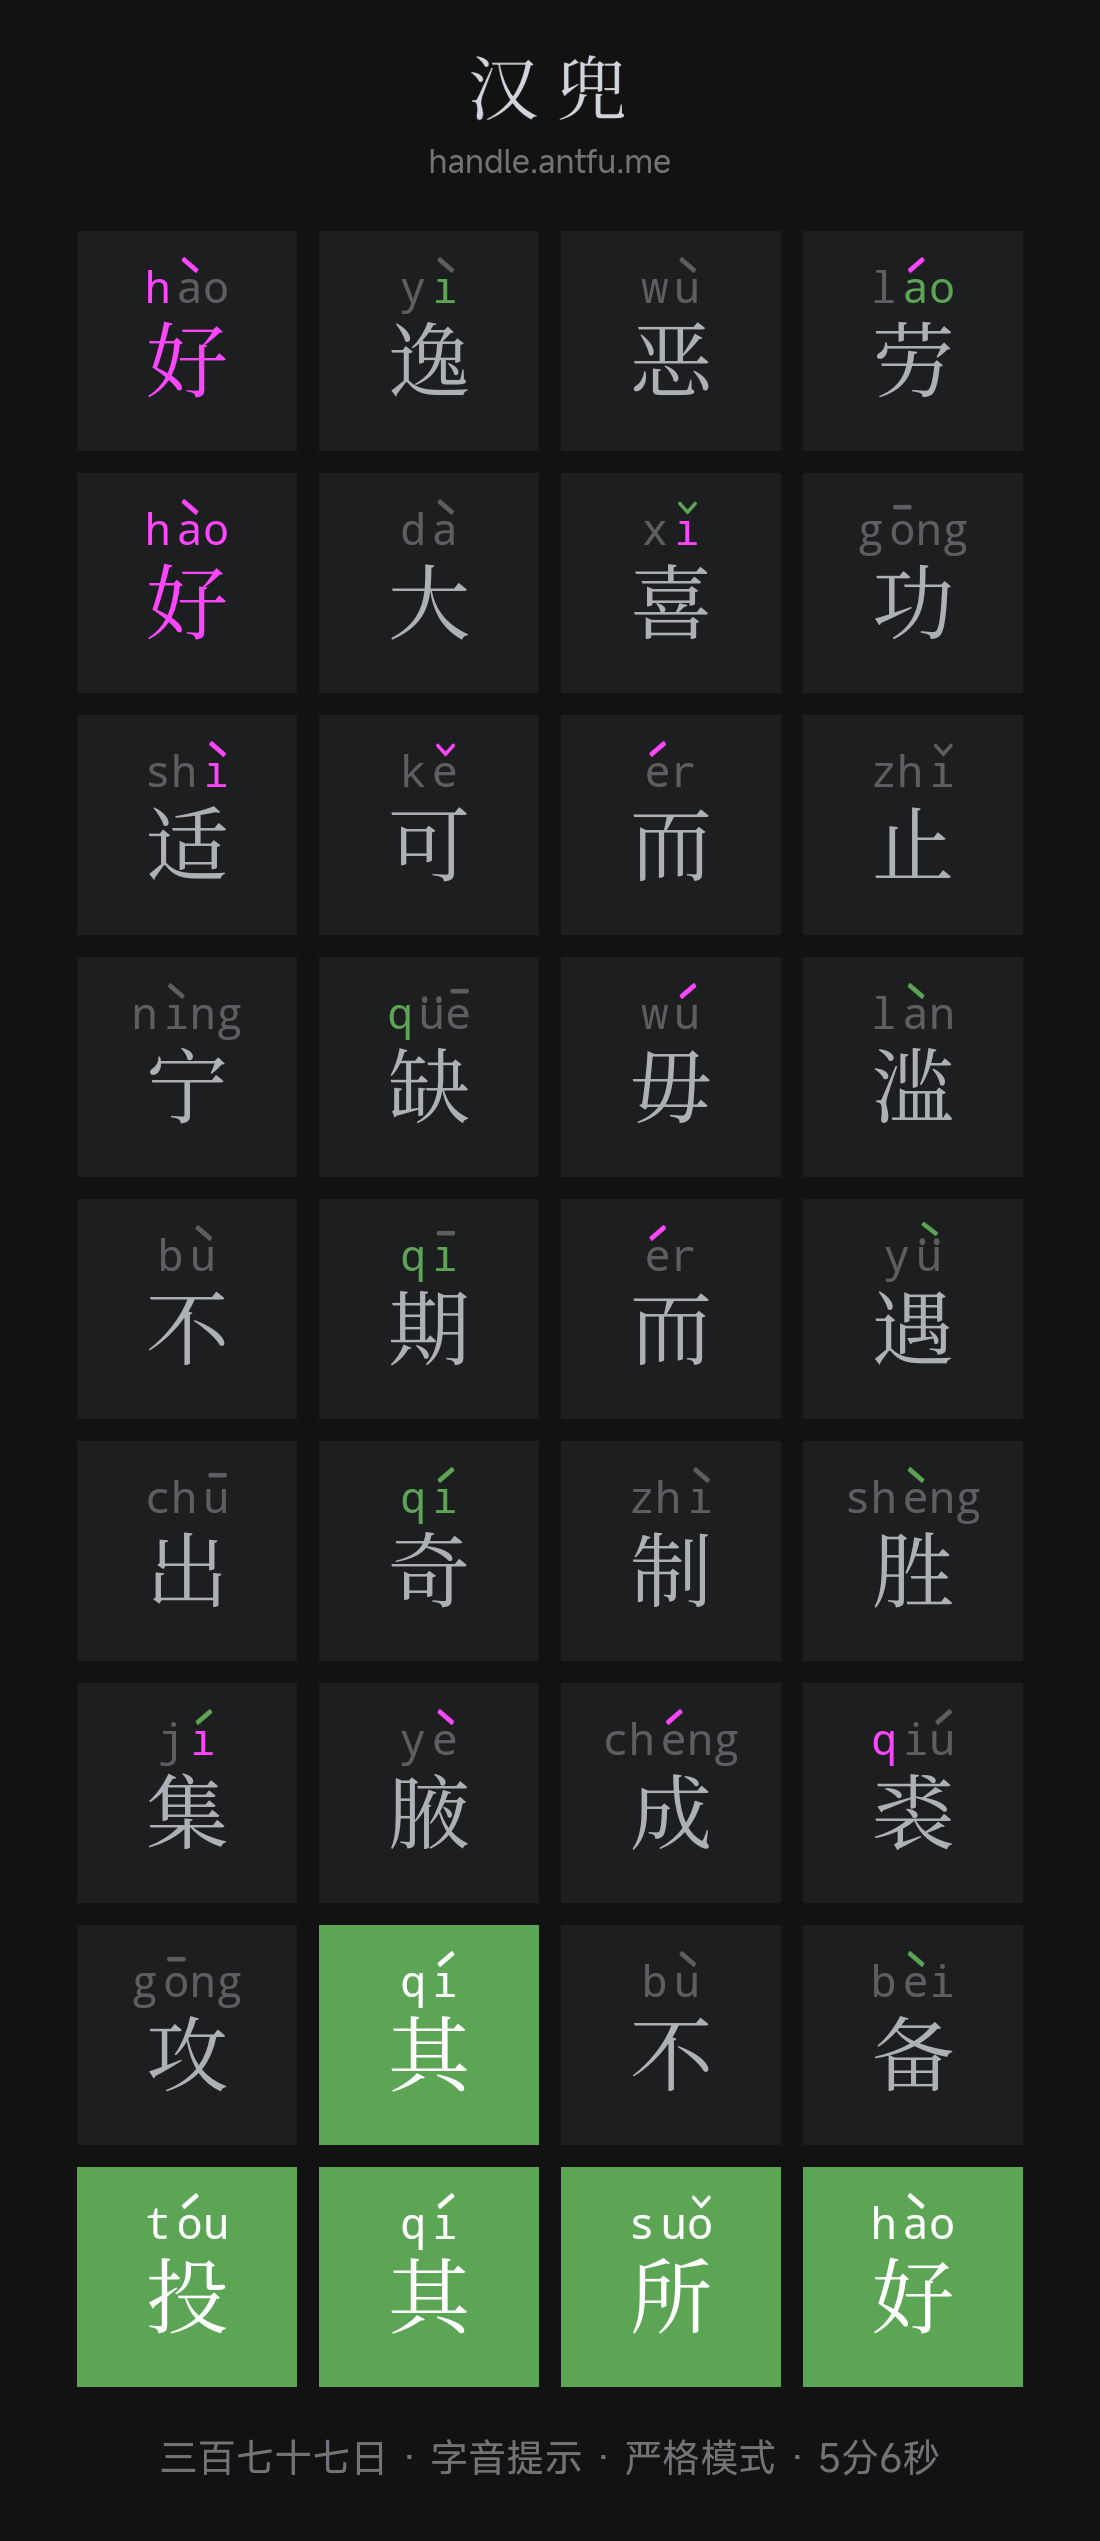 汉兜
handle.antfu.me
hào yì wù láo
好 逸 恶 劳
hào dà xǐ gōng
好 大 喜 功
shì kě ér zhǐ
适 可 而 止
nìng qüē wú làn
宁 缺 毋 滥
bù qī ér yǜ
不 期 而 遇
chū qí zhì shèng
出 奇 制 胜
jí yè chéng qiú
集 腋 成 裘
gōng qí bù bèi
攻 其 不 备
tóu qí suǒ hào
投 其 所 好
三百七十七日 · 字音提示 · 严格模式 · 5分6秒